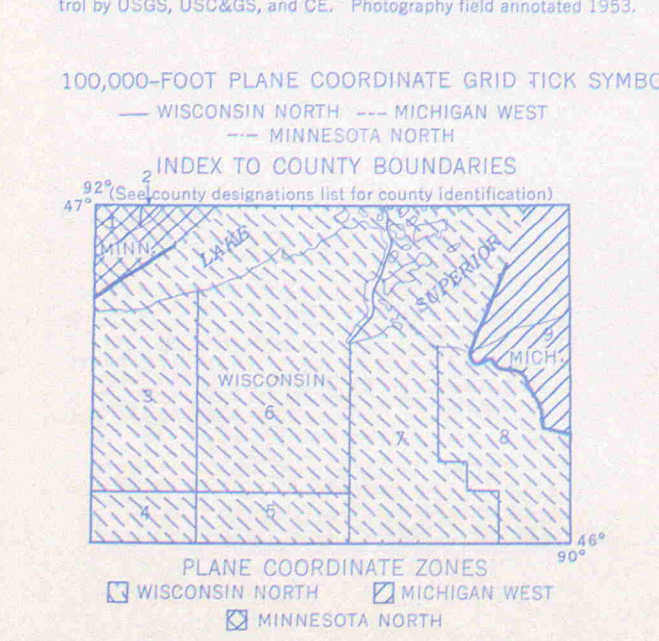 trol by USGS, USC&GS, and CE. Photography field annotated 1953.
100,000-FOOT PLANE COORDINATE GRID TICK SYMBO
WISCONSIN NORTH --- MICHIGAN WEST
MINNESOTA NORTH
INDEX TO COUNTY BOUNDARIES
2
92° (See county designations list for county identification)
47°
1
MINN.
LAKE
SUPERIOR
9
MICH.
WISCONSIN
3
6
7
8
4
5
46°
90°
PLANE COORDINATE ZONES
WISCONSIN NORTH MICHIGAN WEST
MINNESOTA NORTH